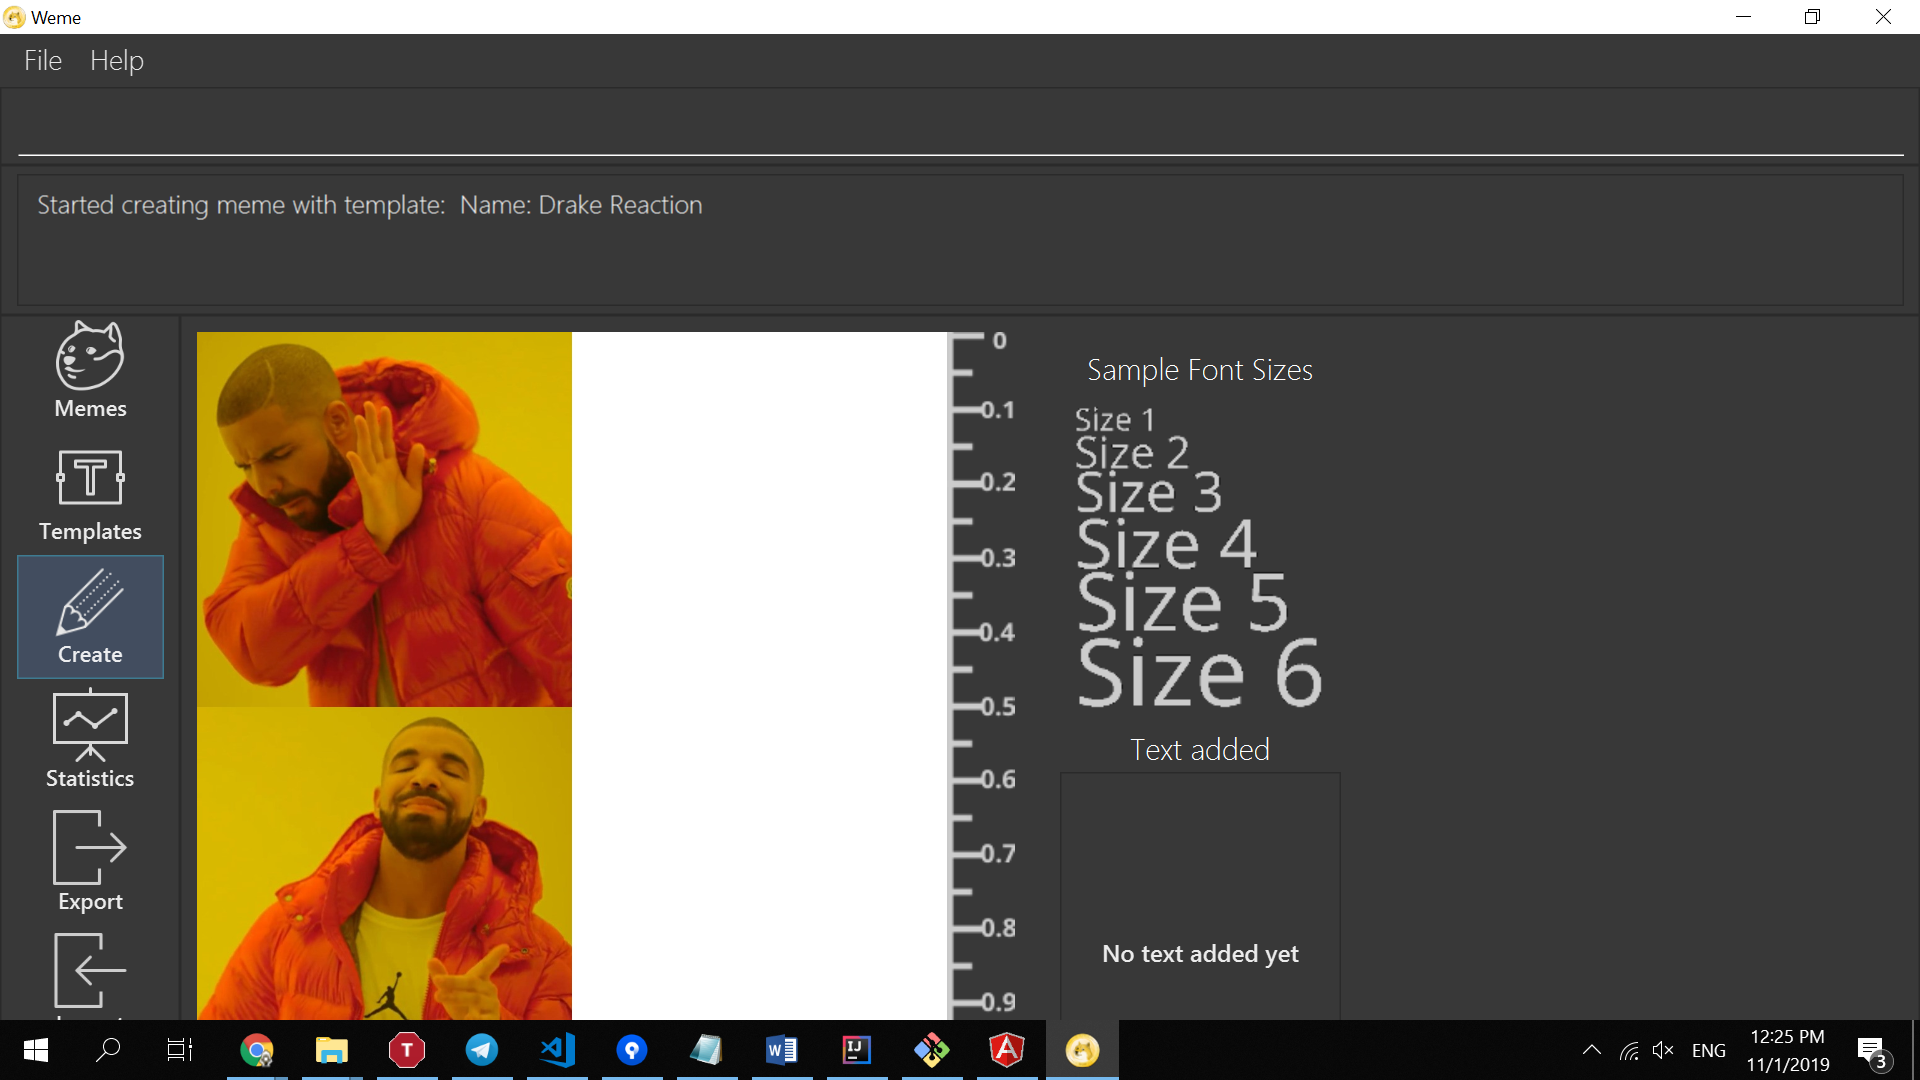 Weme
File Help
Started creating meme with template:  Name: Drake Reaction
Memes
Templates
Create
Statistics
Export
0
0.1
0.2
0.3
0.4
0.5
0.6
0.7
0.8
0.9
Sample Font Sizes
Size 1
Size 2
Size 3
Size 4
Size 5
Size 6
Text added
No text added yet
T
W
IJ
A
ENG
12:25 PM
11/1/2019
3